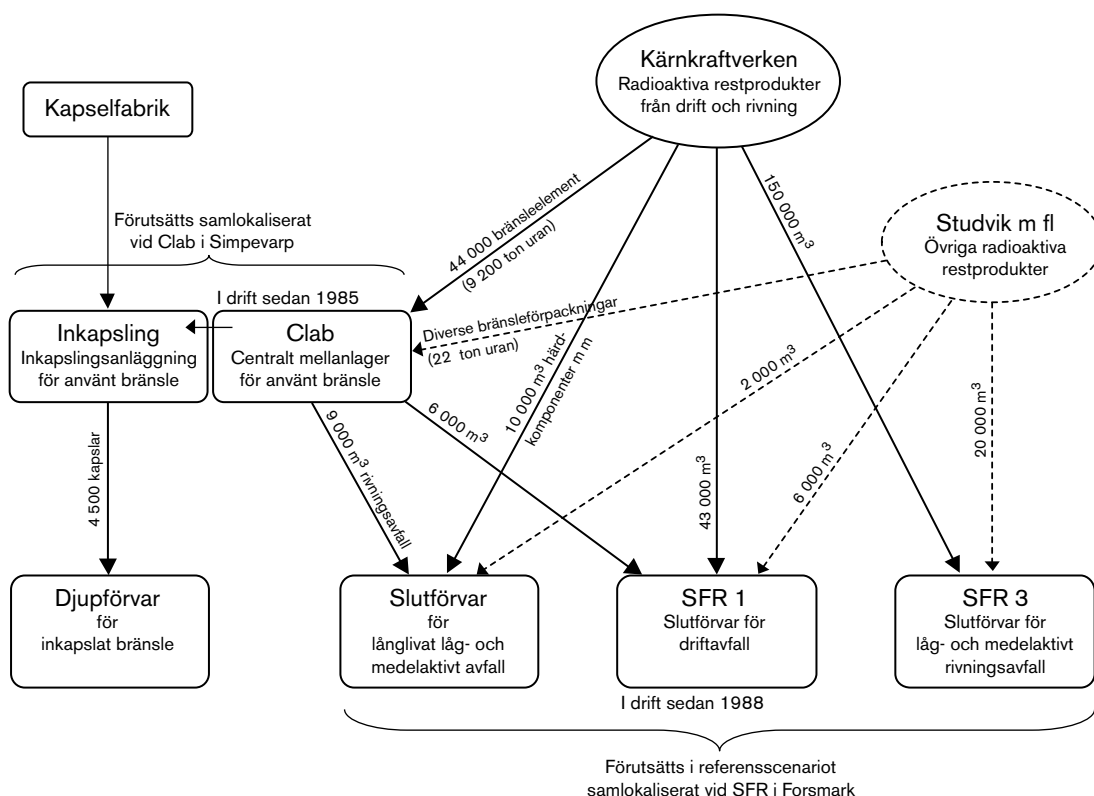 Kärnkraftverken
Radioaktiva restprodukter
från drift och rivning
Kapselfabrik
Studvik m fl
Övriga radioaktiva
restprodukter
Förutsätts samlokaliserat
vid Clab i Simpevarp
44 000 bränsleelement
(9 200 ton uran)
150 000 m³
I drift sedan 1985
Inkapsling
Inkapslingsanläggning
för använt bränsle
Clab
Centralt mellanlager
för använt bränsle
Diverse bränsleförpackningar
(22 ton uran)
4 500 kapslar
9 000 m³ rivningsavfall
6 000 m³
10 000 m³ härd-
komponenter m m
43 000 m³
2 000 m³
6 000 m³
20 000 m³
Djupförvar
för
inkapslat bränsle
Slutförvar
för
långlivat låg- och
medelaktivt avfall
SFR 1
Slutförvar för
driftavfall
SFR 3
Slutförvar för
låg- och medelaktivt
rivningsavfall
I drift sedan 1988
Förutsätts i referensscenariot
samlokaliserat vid SFR i Forsmark